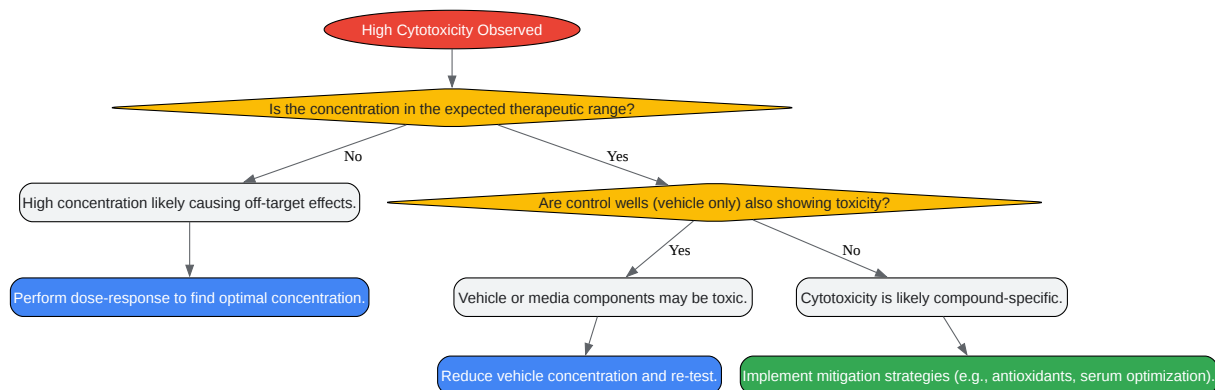 High Cytotoxicity Observed
Is the concentration in the expected therapeutic range?
No
Yes
High concentration likely causing off-target effects.
Are control wells (vehicle only) also showing toxicity?
Yes
No
Perform dose-response to find optimal concentration.
Vehicle or media components may be toxic.
Cytotoxicity is likely compound-specific.
Reduce vehicle concentration and re-test.
Implement mitigation strategies (e.g., antioxidants, serum optimization).